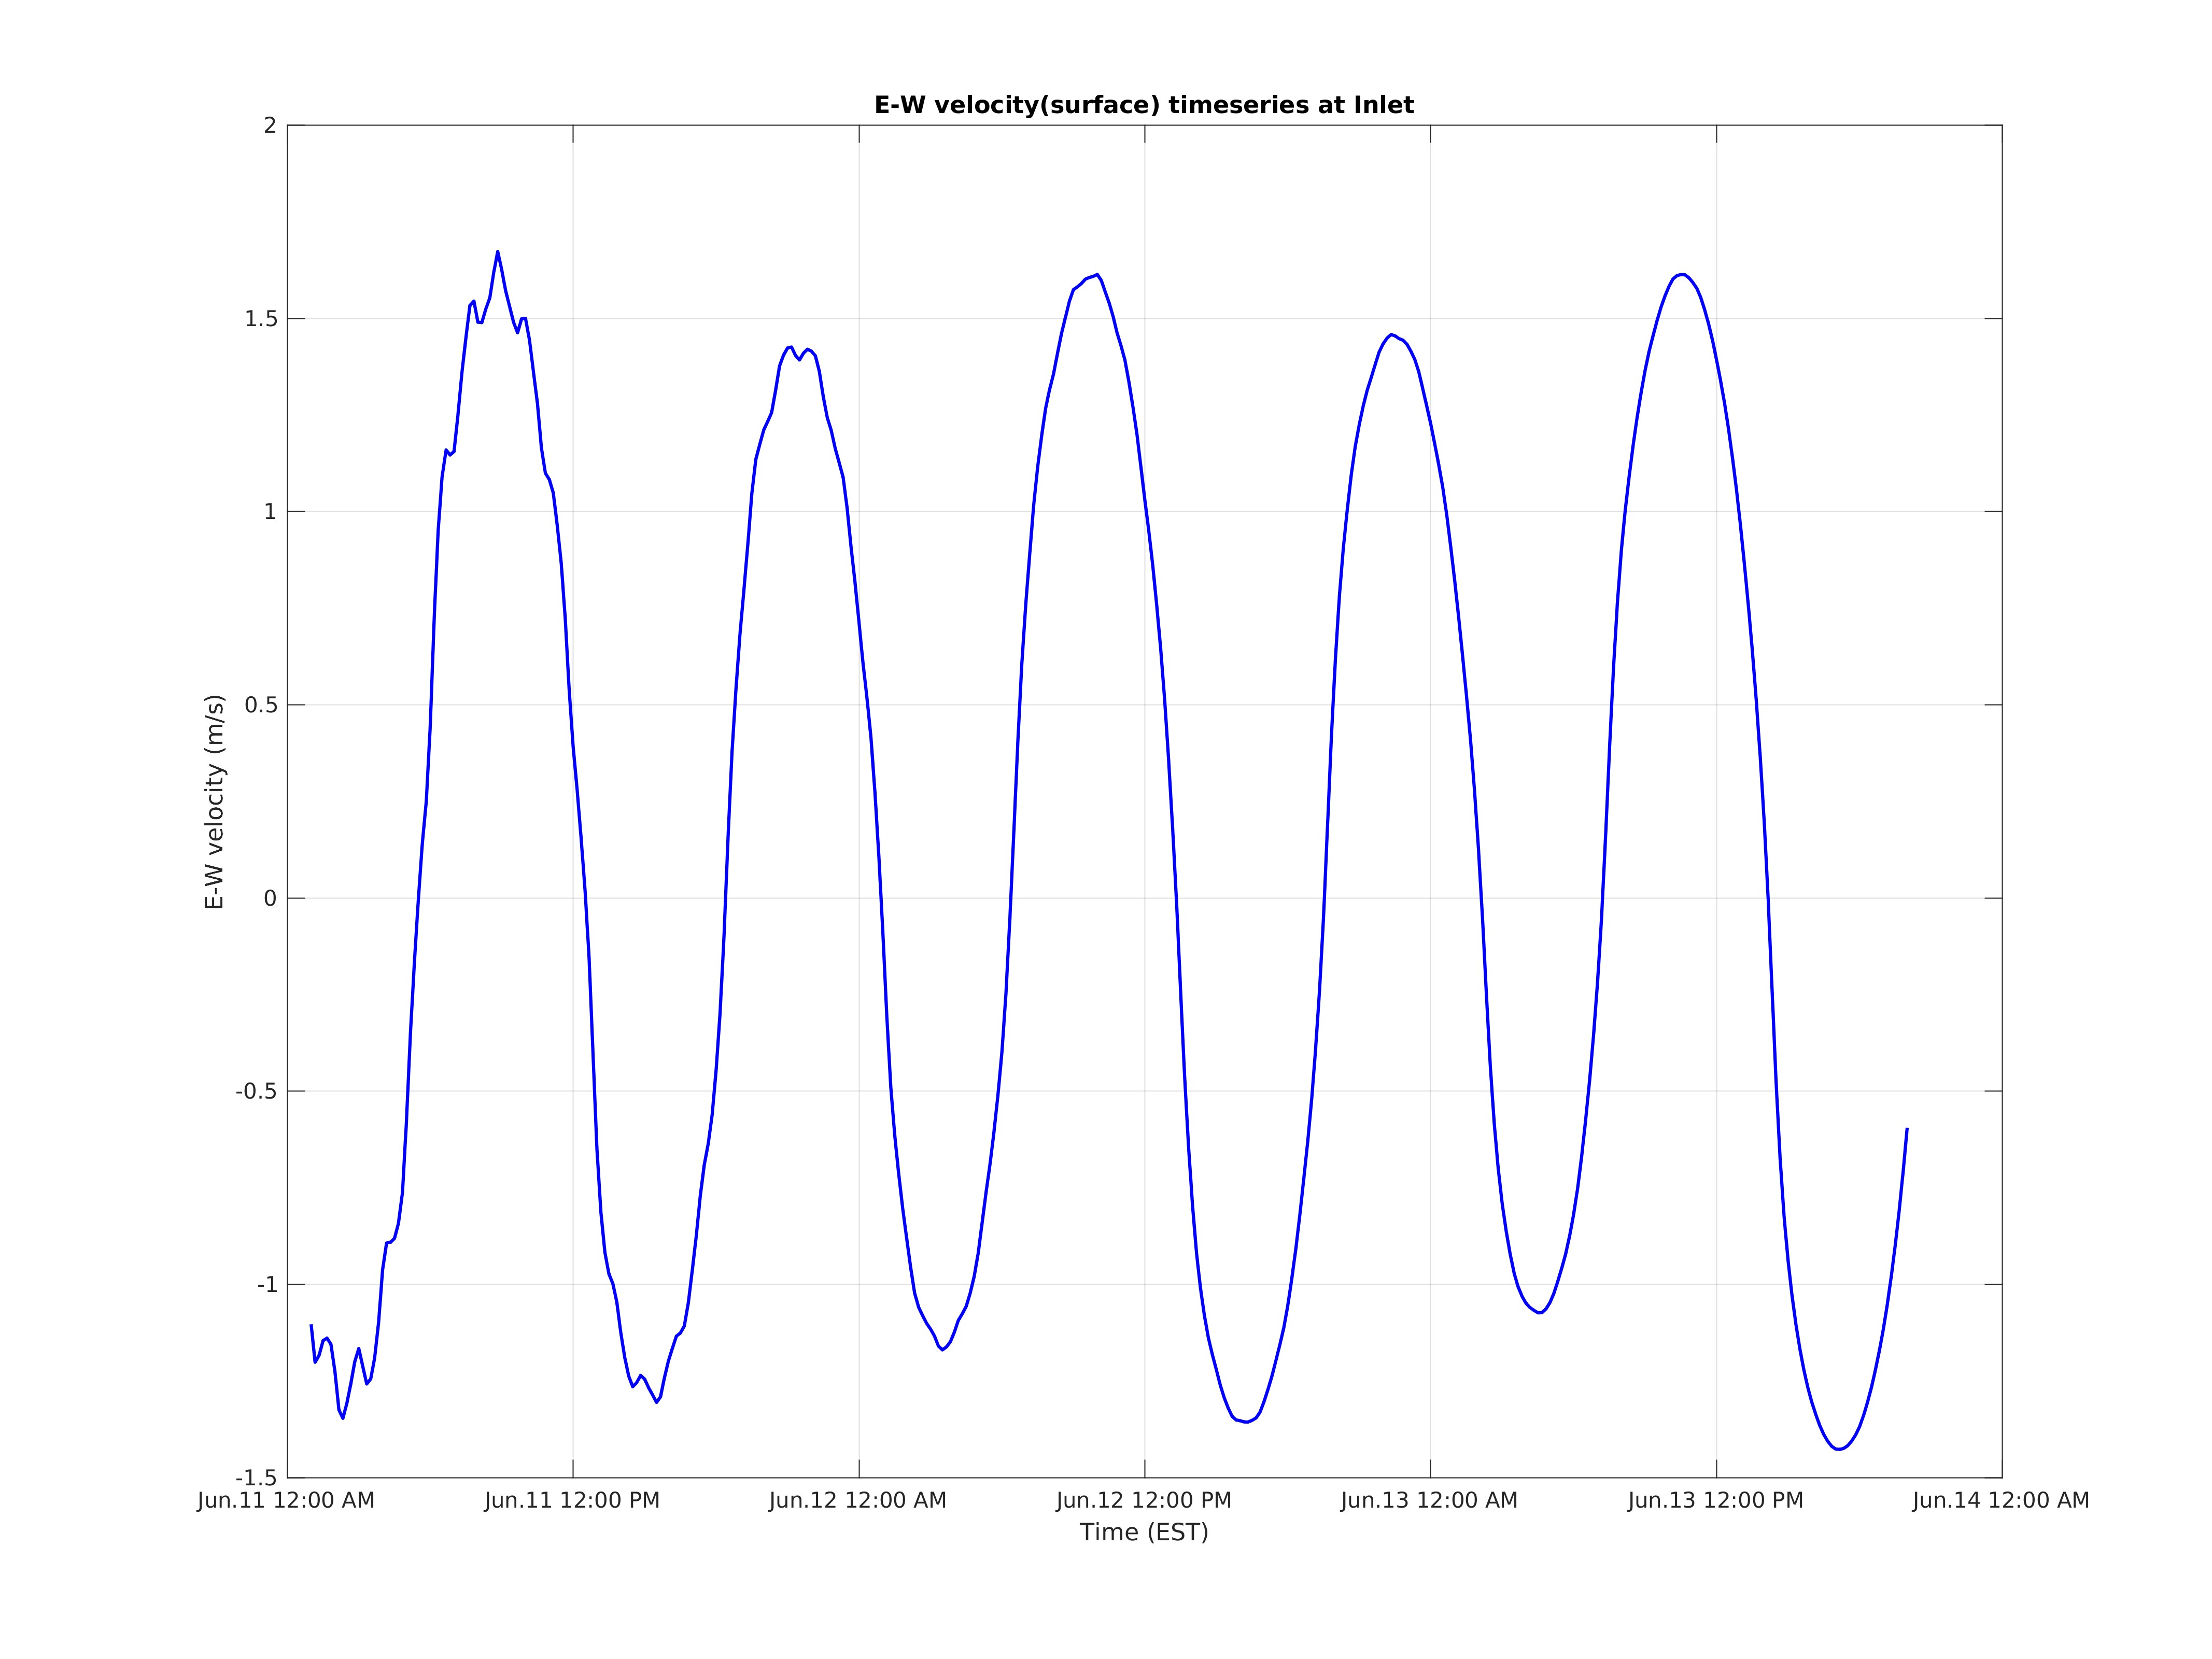 E-W velocity(surface) timeseries at Inlet
2
1.5
1
0.5
0
-0.5
-1
-1.5
E-W velocity (m/s)
Jun.11 12:00 AM Jun.11 12:00 PM Jun.12 12:00 AM Jun.12 12:00 PM Jun.13 12:00 AM Jun.13 12:00 PM Jun.14 12:00 AM
Time (EST)